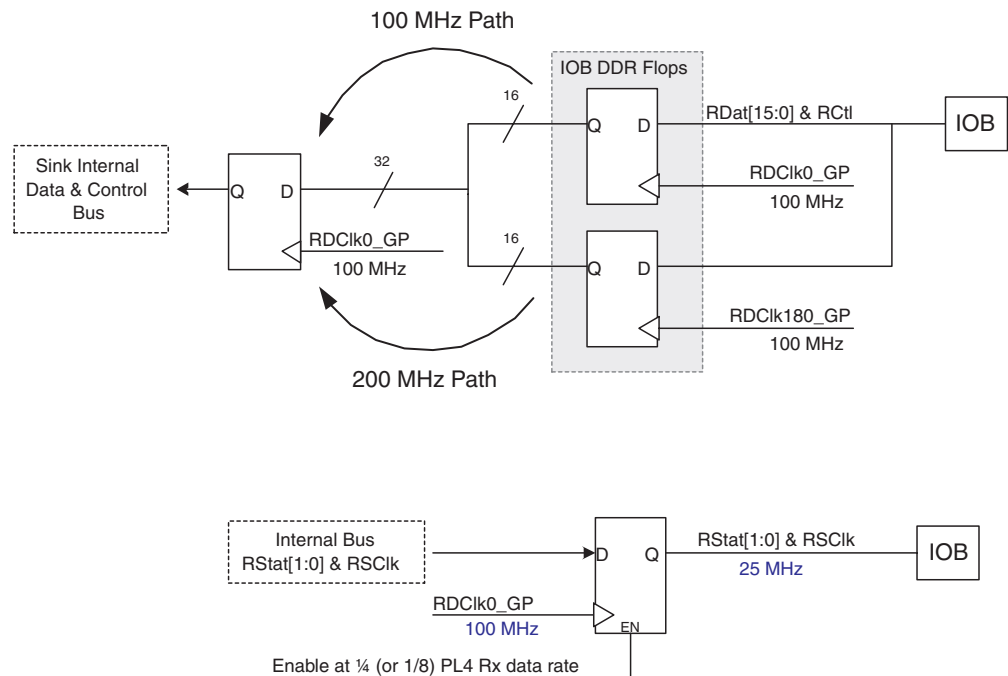 100 MHz Path
IOB DDR Flops
16
Q D
RDat[15:0] & RCtl
IOB
RDClk0_GP
100 MHz
Sink Internal
Data & Control
Bus
Q D
32
RDClk0_GP
100 MHz
16
Q D
RDClk180_GP
100 MHz
200 MHz Path
Internal Bus
RStat[1:0] & RSClk
D Q
RStat[1:0] & RSClk
25 MHz
IOB
RDClk0_GP
100 MHz
EN
Enable at ¼ (or 1/8) PL4 Rx data rate